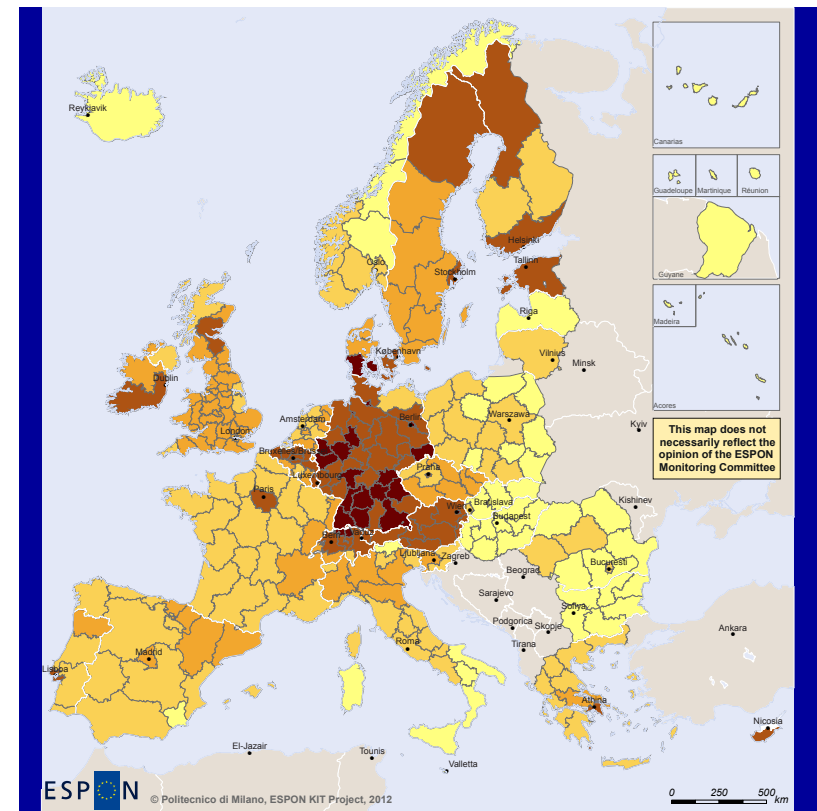 Canarias
Guadeloupe
Martinique
Réunion
Guyane
Madeira
Acores
This map does not
necessarily reflect the
opinion of the ESPON
Monitoring Committee
Reykjavik
Oslo
Helsinki
Tallinn
Stockholm
Riga
København
Vilnius
Minsk
Dublin
Amsterdam
Berlin
Warszawa
London
Kyiv
Bruxelles/Brus
Praha
Luxembourg
Paris
Kishinev
Wien
Bratislava
Budapest
Bern
Ljubljana
Zagreb
Beograd
Bucuresti
Sarajevo
Sofiya
Podgorica
Skopje
Ankara
Roma
Tirana
Madrid
Lisboa
Athina
Nicosia
El-Jazair
Tounis
Valletta
ESPON
© Politecnico di Milano, ESPON KIT Project, 2012
0 250 500
km